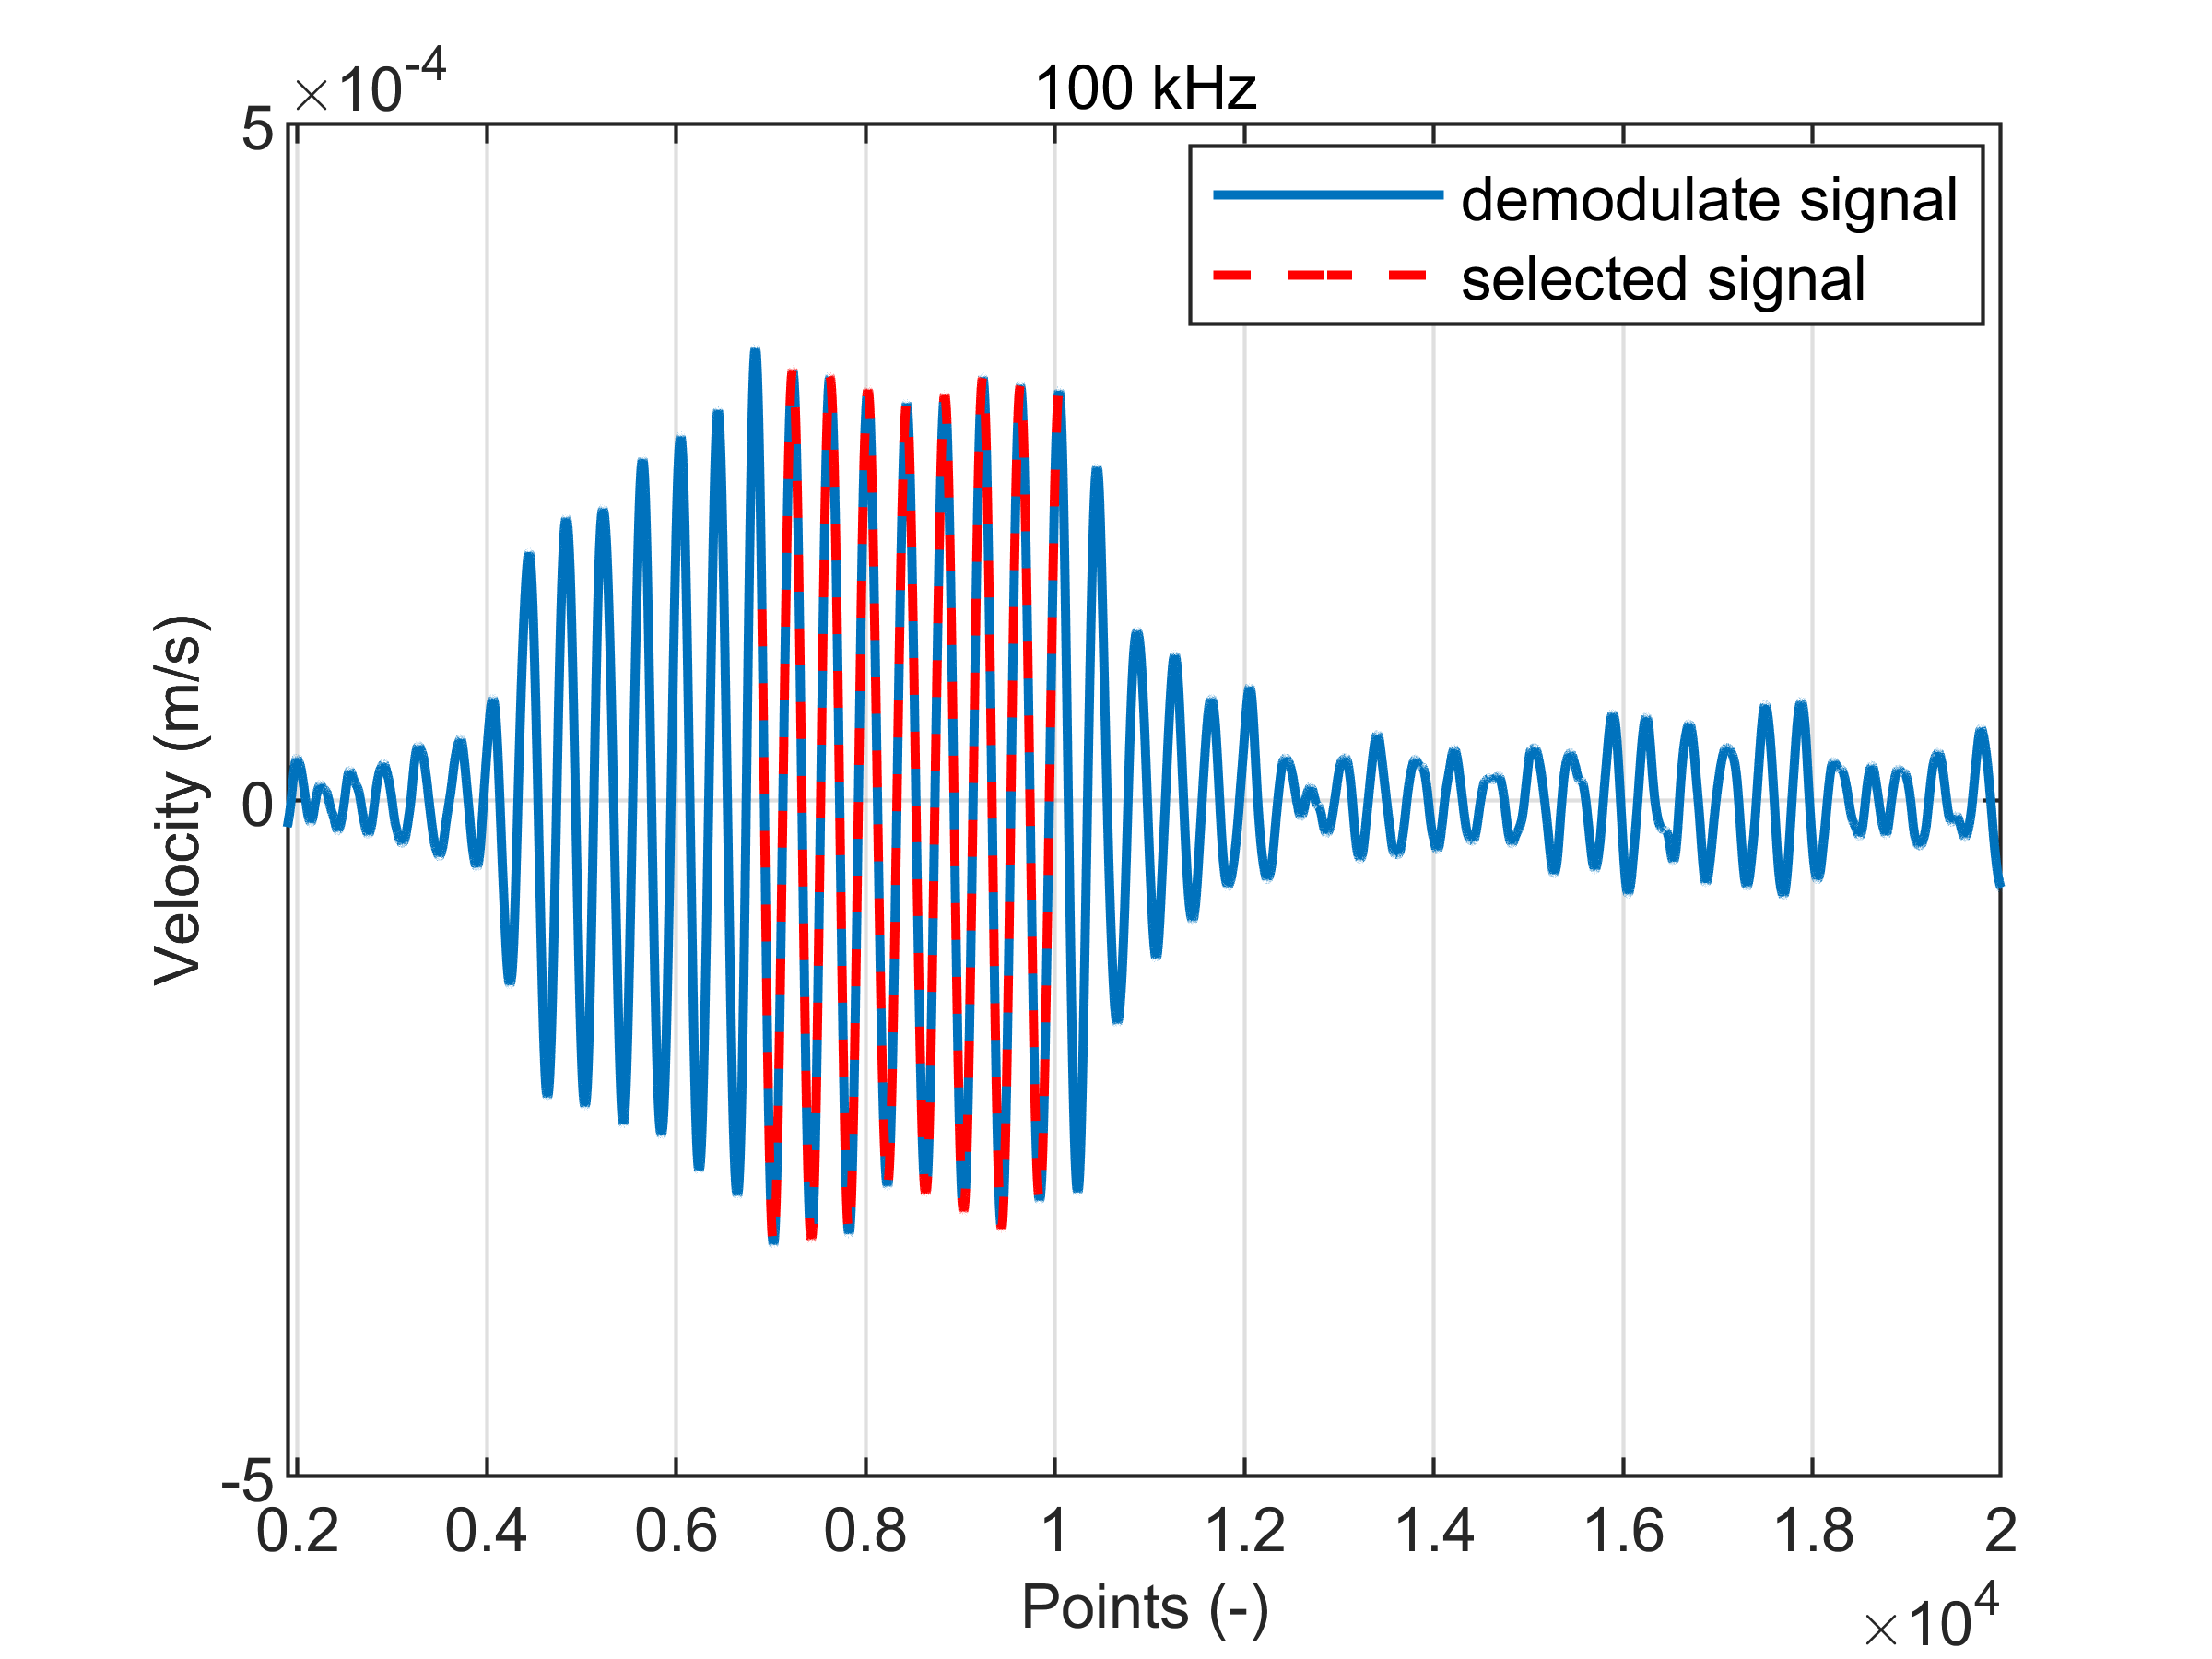 ×10⁻⁴
100 kHz
5
demodulate signal
selected signal
Velocity (m/s)
0
-5
0.2 0.4 0.6 0.8 1 1.2 1.4 1.6 1.8 2
Points (-)
×10⁴